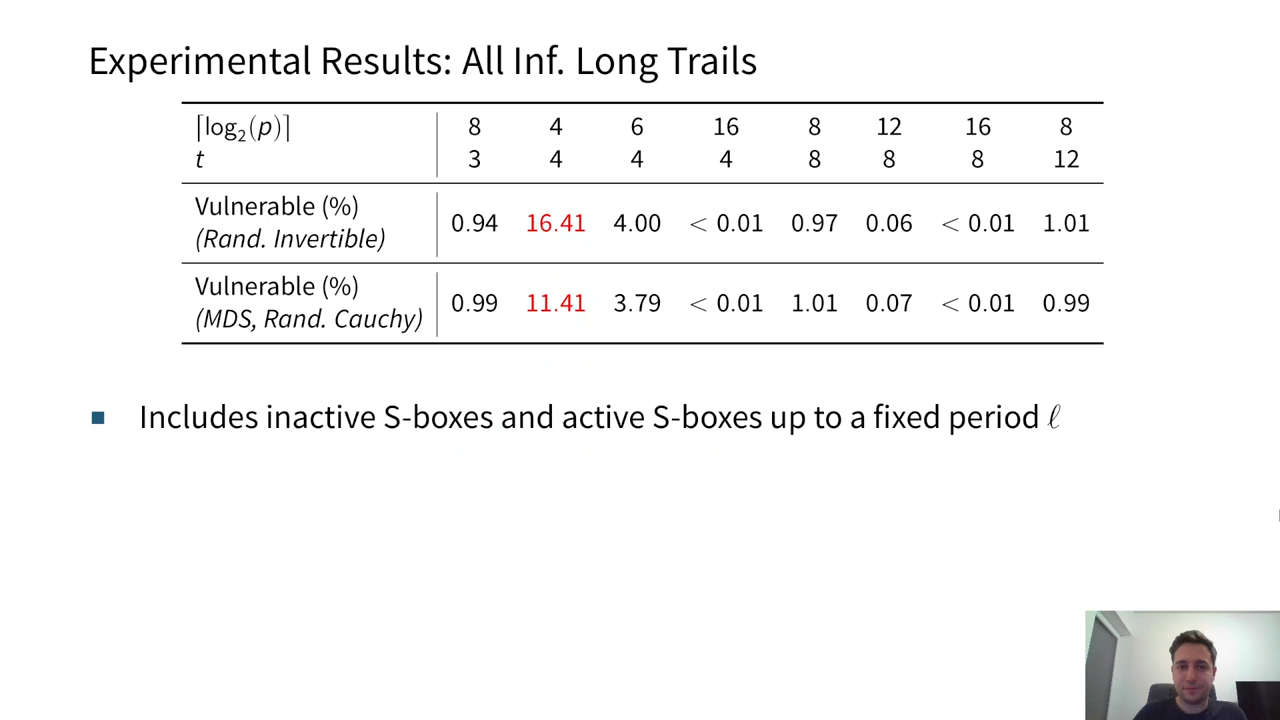 Experimental Results: All Inf. Long Trails
⌈log₂(p)⌉ 8 4 6 16 8 12 16 8
t 3 4 4 4 8 8 8 12
Vulnerable (%)
(Rand. Invertible) 0.94 16.41 4.00 < 0.01 0.97 0.06 < 0.01 1.01
Vulnerable (%)
(MDS, Rand. Cauchy) 0.99 11.41 3.79 < 0.01 1.01 0.07 < 0.01 0.99
■ Includes inactive S-boxes and active S-boxes up to a fixed period ℓ